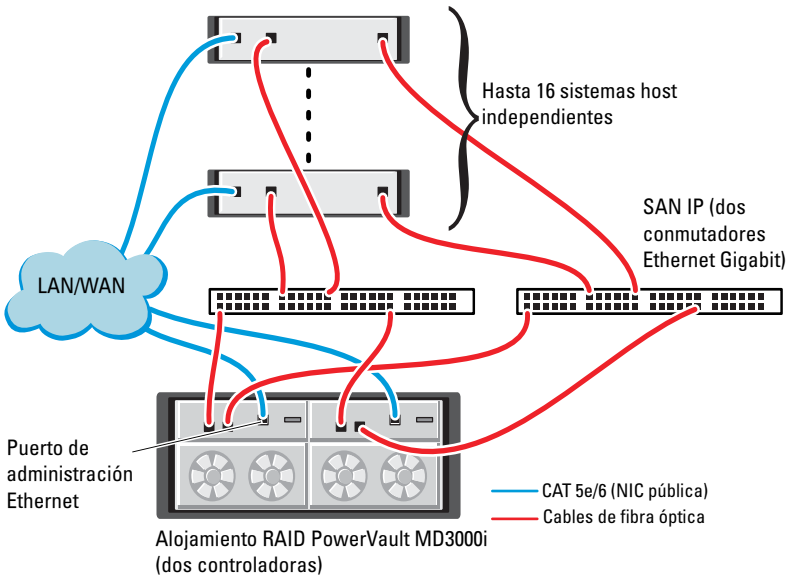 Hasta 16 sistemas host
independientes
SAN IP (dos
conmutadores
Ethernet Gigabit)
LAN/WAN
Puerto de
administración
Ethernet
CAT 5e/6 (NIC pública)
Cables de fibra óptica
Alojamiento RAID PowerVault MD3000i
(dos controladoras)